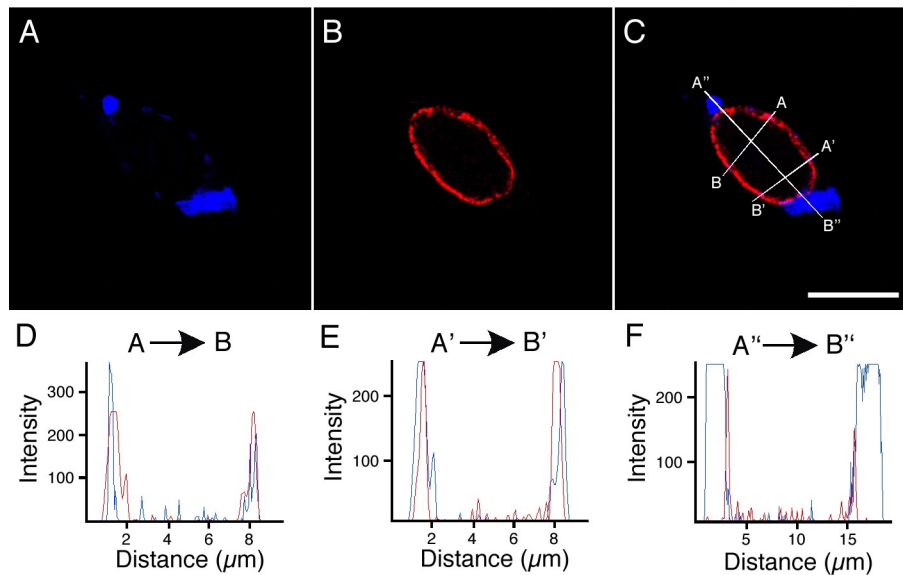 A
B
C
A"
A
A'
B
B'
B"
D
A B
Intensity
300
200
100
2 4 6 8
Distance (µm)
E
A' B'
Intensity
200
100
2 4 6 8
Distance (µm)
F
A" B"
Intensity
200
100
5 10 15
Distance (µm)